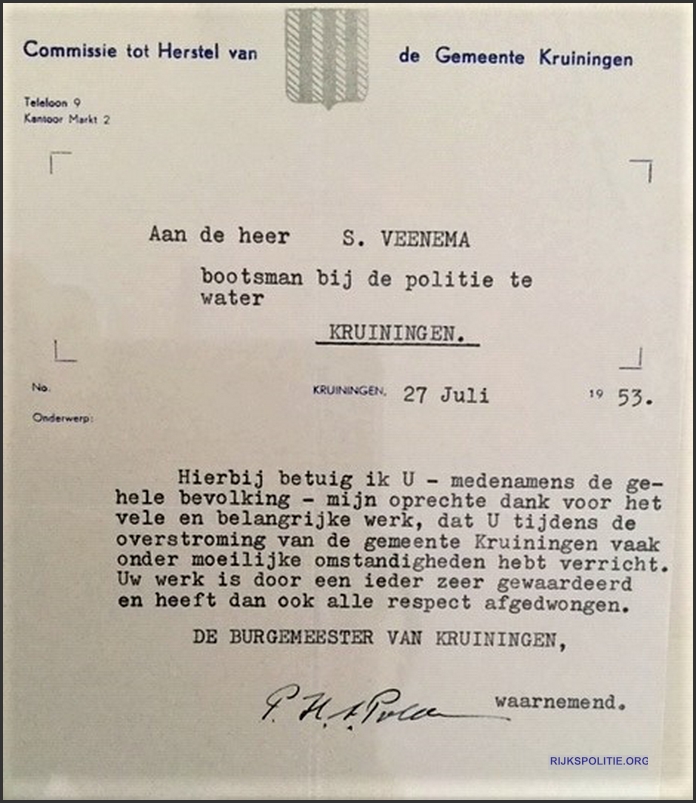 Commissie tot Herstel van de Gemeente Kruiningen
Telefoon 9
Kantoor Markt 2
Aan de heer S. VEENEMA
bootsman bij de politie te
water
KRUININGEN.
No.
KRUININGEN, 27 Juli 1953.
Onderwerp:
Hierbij betuig ik U - medenamens de ge-
hele bevolking - mijn oprechte dank voor het
vele en belangrijke werk, dat U tijdens de
overstroming van de gemeente Kruiningen vaak
onder moeilijke omstandigheden hebt verricht.
Uw werk is door een ieder zeer gewaardeerd
en heeft dan ook alle respect afgedwongen.
DE BURGEMEESTER VAN KRUININGEN,
waarnemend.
RIJKSPOLITIE.ORG